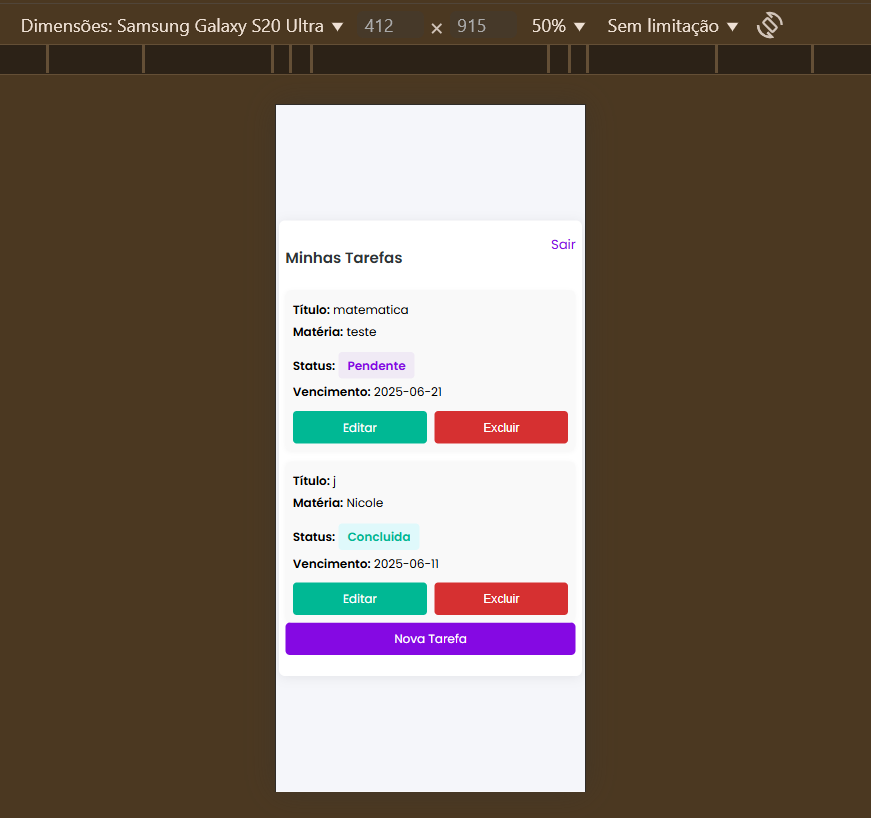 Dimensões: Samsung Galaxy S20 Ultra ▼ 412 × 915 50% ▼ Sem limitação ▼
Sair
Minhas Tarefas
Título: matematica
Matéria: teste
Status: Pendente
Vencimento: 2025-06-21
Editar Excluir
Título: j
Matéria: Nicole
Status: Concluida
Vencimento: 2025-06-11
Editar Excluir
Nova Tarefa